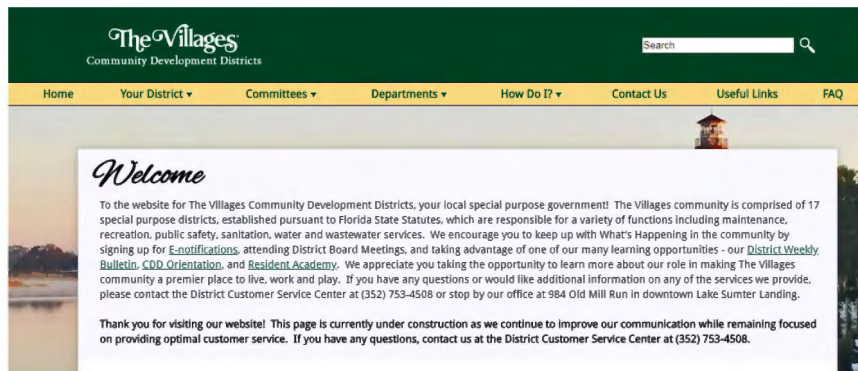 The Villages
Community Development Districts
Search
Home Your District ▾ Committees ▾ Departments ▾ How Do I? ▾ Contact Us Useful Links FAQ
Welcome
To the website for The Villages Community Development Districts, your local special purpose government! The Villages community is comprised of 17
special purpose districts, established pursuant to Florida State Statutes, which are responsible for a variety of functions including maintenance,
recreation, public safety, sanitation, water and wastewater services. We encourage you to keep up with What's Happening in the community by
signing up for E-notifications, attending District Board Meetings, and taking advantage of one of our many learning opportunities - our District Weekly
Bulletin, CDD Orientation, and Resident Academy. We appreciate you taking the opportunity to learn more about our role in making The Villages
community a premier place to live, work and play. If you have any questions or would like additional information on any of the services we provide,
please contact the District Customer Service Center at (352) 753-4508 or stop by our office at 984 Old Mill Run in downtown Lake Sumter Landing.
Thank you for visiting our website! This page is currently under construction as we continue to improve our communication while remaining focused
on providing optimal customer service. If you have any questions, contact us at the District Customer Service Center at (352) 753-4508.